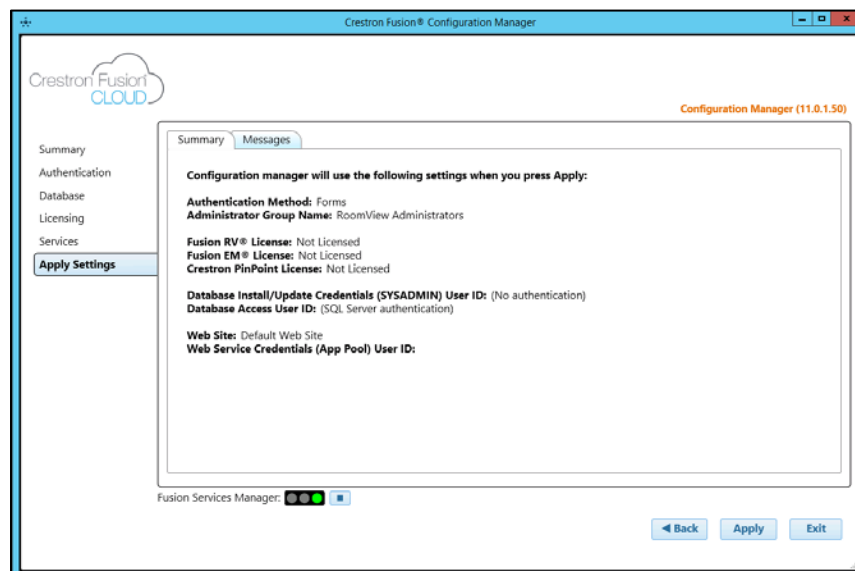 Crestron Fusion® Configuration Manager
Crestron Fusion®
CLOUD
Configuration Manager (11.0.1.50)
Summary
Authentication
Database
Licensing
Services
Apply Settings
Summary Messages
Configuration manager will use the following settings when you press Apply:
Authentication Method: Forms
Administrator Group Name: RoomView Administrators
Fusion RV® License: Not Licensed
Fusion EM® License: Not Licensed
Crestron PinPoint License: Not Licensed
Database Install/Update Credentials (SYSADMIN) User ID: (No authentication)
Database Access User ID: (SQL Server authentication)
Web Site: Default Web Site
Web Service Credentials (App Pool) User ID:
Fusion Services Manager:
Back Apply Exit